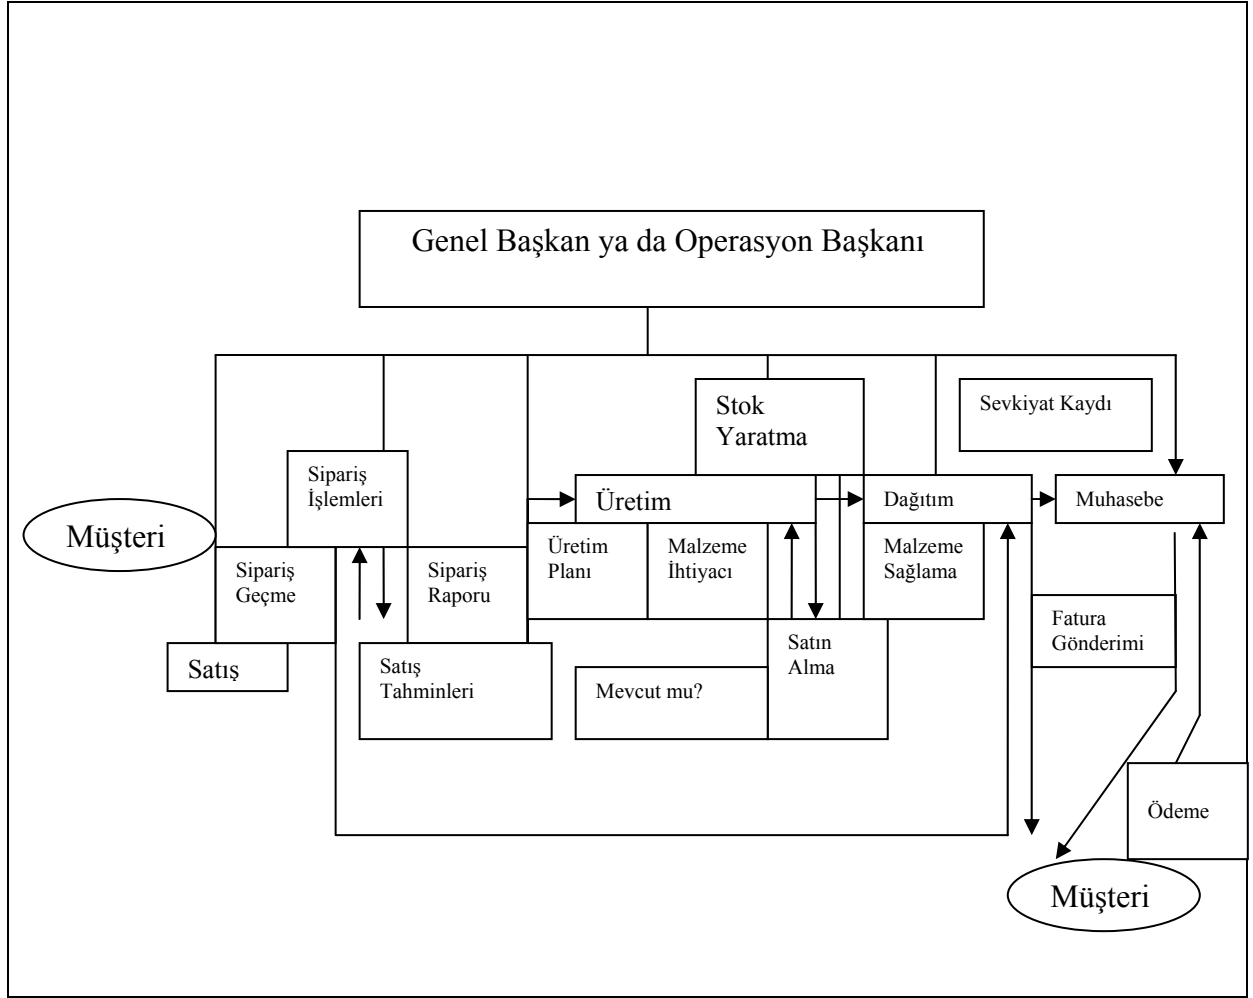 Genel Başkan ya da Operasyon Başkanı
Stok
Yaratma
Sevkiyat Kaydı
Sipariş
İşlemleri
Üretim
Dağıtım
Muhasebe
Müşteri
Sipariş
Geçme
Sipariş
Raporu
Üretim
Planı
Malzeme
İhtiyacı
Malzeme
Sağlama
Fatura
Gönderimi
Satış
Satış
Tahminleri
Mevcut mu?
Satın
Alma
Ödeme
Müşteri